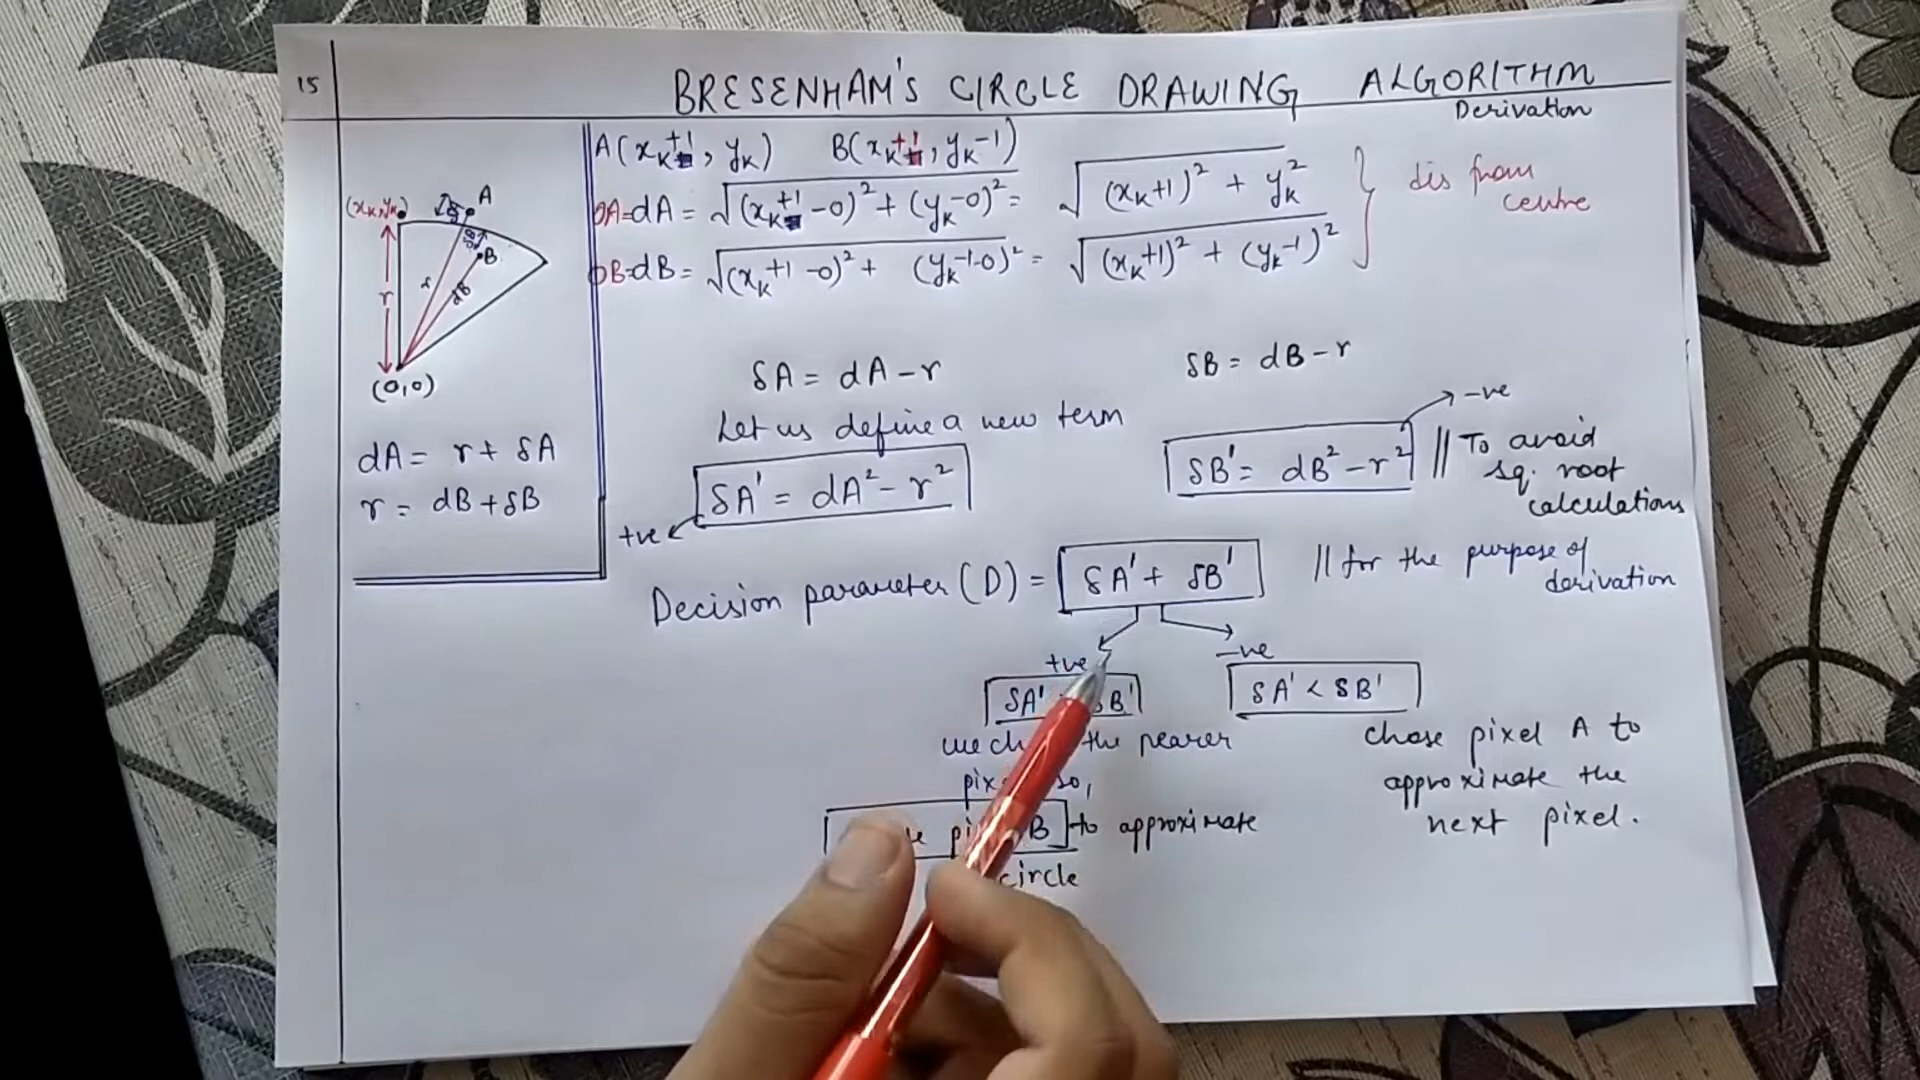 15
BRESENHAM'S CIRCLE DRAWING ALGORITHM
Derivation
A(xₖ+1, yₖ) B(xₖ+1, yₖ-1)
OA=dA = √(xₖ+1-0)² + (yₖ-0)² = √(xₖ+1)² + yₖ²
OB=dB = √(xₖ+1-0)² + (yₖ-1-0)² = √(xₖ+1)² + (yₖ-1)²
} dis from
centre
(xₖ,yₖ)
A
δA
δB
B
r
r
dB
(0,0)
dA = r + δA
r = dB + δB
δA = dA - r
δB = dB - r
Let us define a new term
δA' = dA² - r²
+ve
δB' = dB² - r²
-ve
// To avoid
sq. root
calculations
Decision parameter (D) = δA' + δB' // for the purpose of
derivation
+ve
δA' B'
we the nearer
so,
B to approximate
circle
-ve
δA' < δB'
chose pixel A to
approximate the
next pixel.